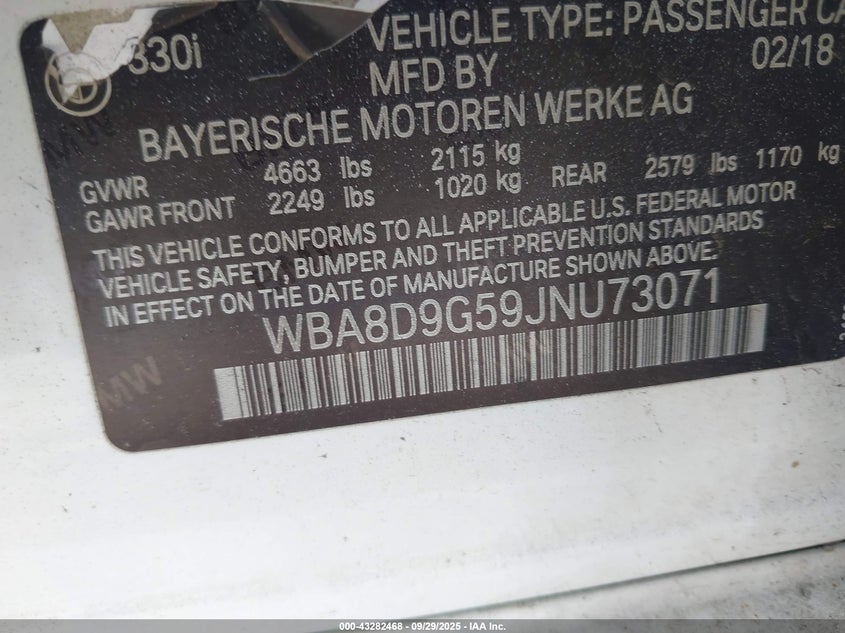 330i VEHICLE TYPE: PASSENGER CA
MFD BY 02/18
BAYERISCHE MOTOREN WERKE AG
GVWR 4663 lbs 2115 kg
GAWR FRONT 2249 lbs 1020 kg REAR 2579 lbs 1170 kg
THIS VEHICLE CONFORMS TO ALL APPLICABLE U.S. FEDERAL MOTOR
VEHICLE SAFETY, BUMPER AND THEFT PREVENTION STANDARDS
IN EFFECT ON THE DATE OF MANUFACTURE SHOWN ABOVE.
WBA8D9G59JNU73071
000-43282468 - 09/29/2025 - IAA Inc.